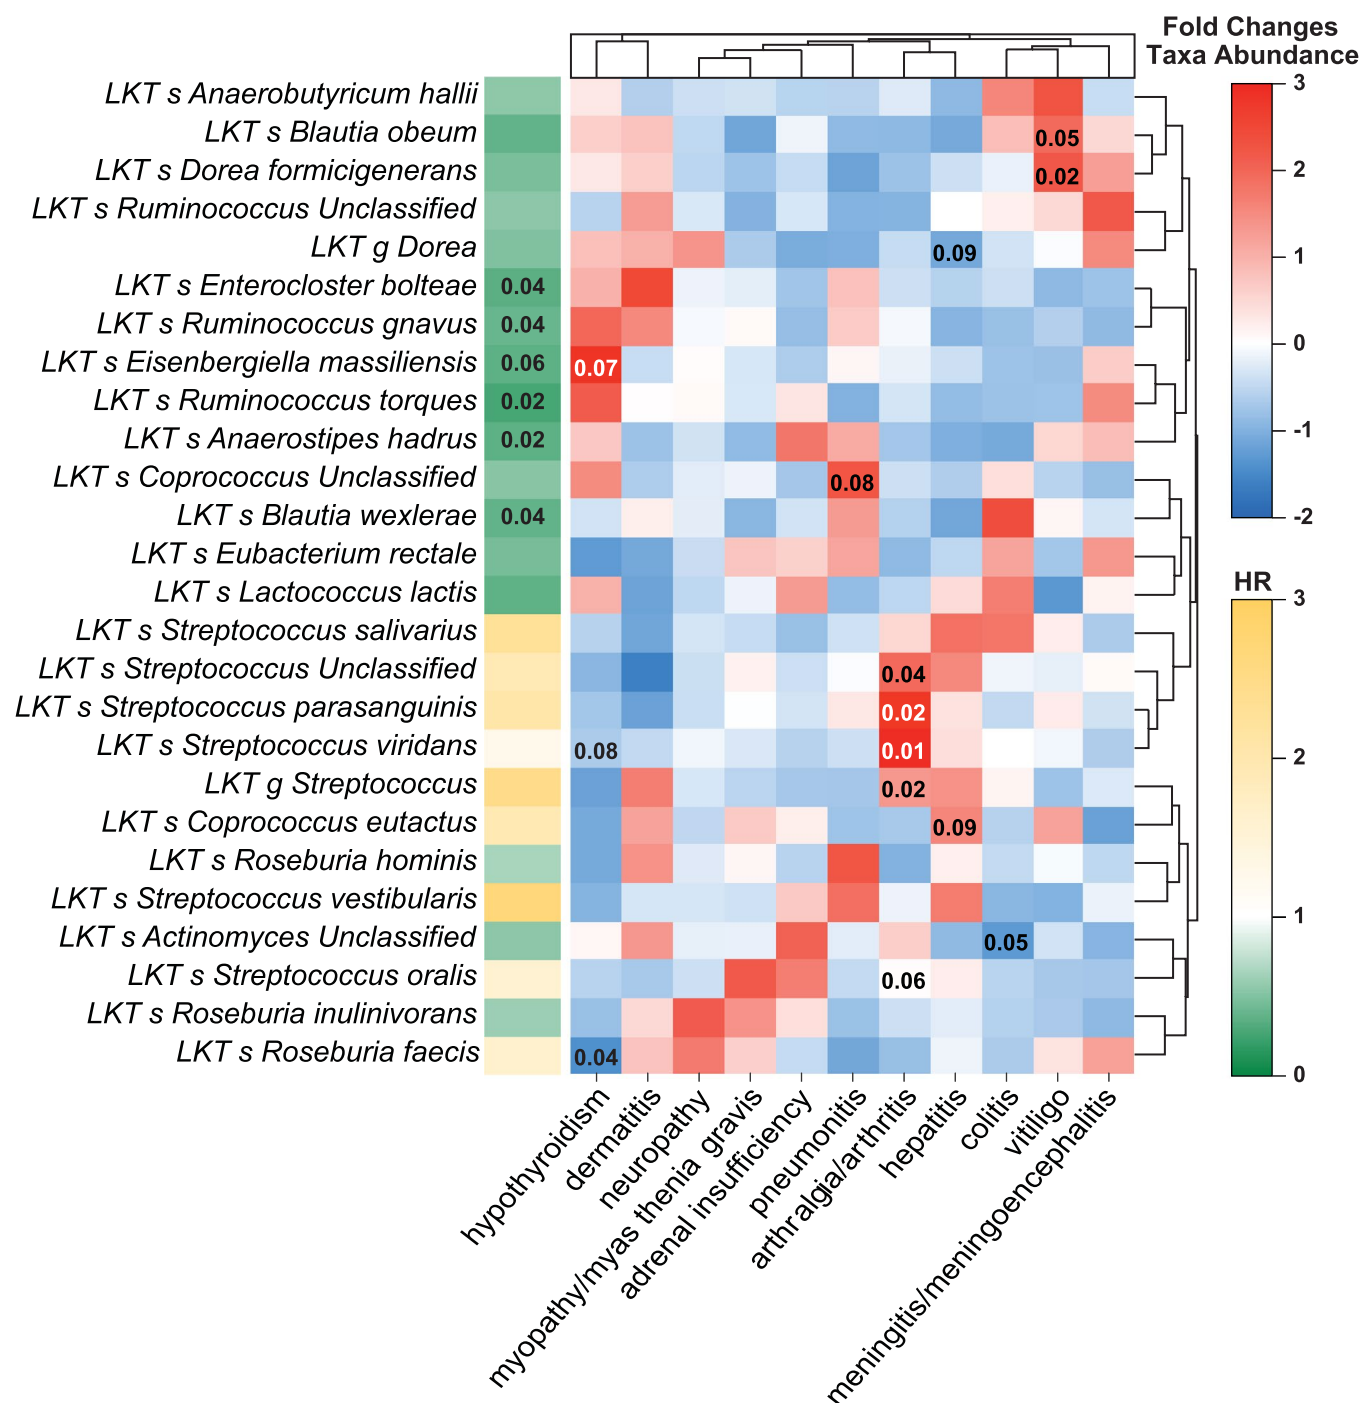 Fold Changes
Taxa Abundance
LKT s Anaerobutyricum hallii
LKT s Blautia obeum 0.05
LKT s Dorea formicigenerans 0.02
LKT s Ruminococcus Unclassified
LKT g Dorea 0.09
LKT s Enterocloster bolteae 0.04
LKT s Ruminococcus gnavus 0.04
LKT s Eisenbergiella massiliensis 0.06 0.07
LKT s Ruminococcus torques 0.02
LKT s Anaerostipes hadrus 0.02
LKT s Coprococcus Unclassified 0.08
LKT s Blautia wexlerae 0.04
LKT s Eubacterium rectale
LKT s Lactococcus lactis
LKT s Streptococcus salivarius
LKT s Streptococcus Unclassified 0.04
LKT s Streptococcus parasanguinis 0.02
LKT s Streptococcus viridans 0.08 0.01
LKT g Streptococcus 0.02
LKT s Coprococcus eutactus 0.09
LKT s Roseburia hominis
LKT s Streptococcus vestibularis
LKT s Actinomyces Unclassified 0.05
LKT s Streptococcus oralis 0.06
LKT s Roseburia inulinivorans
LKT s Roseburia faecis 0.04
hypothyroidism
dermatitis
neuropathy
myopathy/myas thenia gravis
adrenal insufficiency
pneumonitis
arthralgia/arthritis
hepatitis
colitis
vitiligo
meningitis/meningoencephalitis
3
2
1
0
-1
-2
HR
3
2
1
0